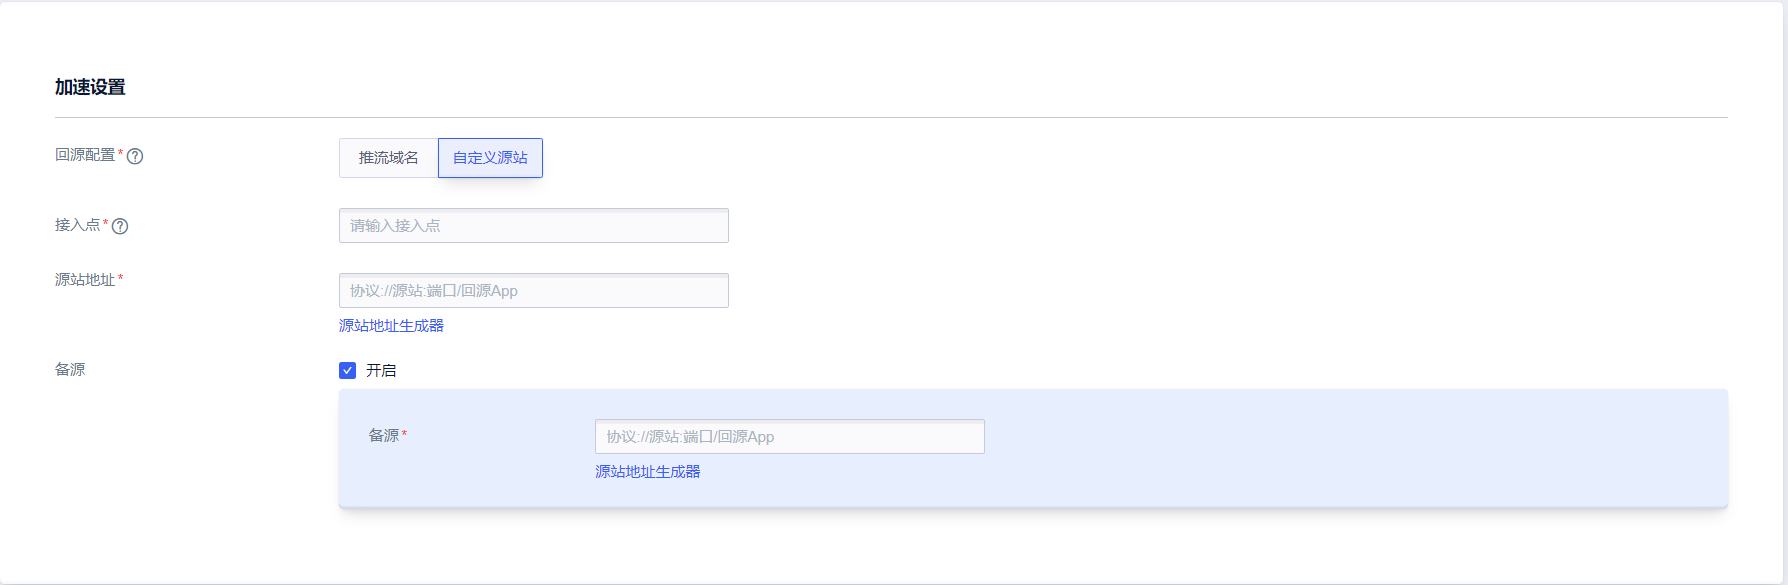 加速设置
回源配置* ?
推流域名 自定义源站
接入点* ?
请输入接入点
源站地址*
协议://源站:端口/回源App
源站地址生成器
备源
开启
备源*
协议://源站:端口/回源App
源站地址生成器